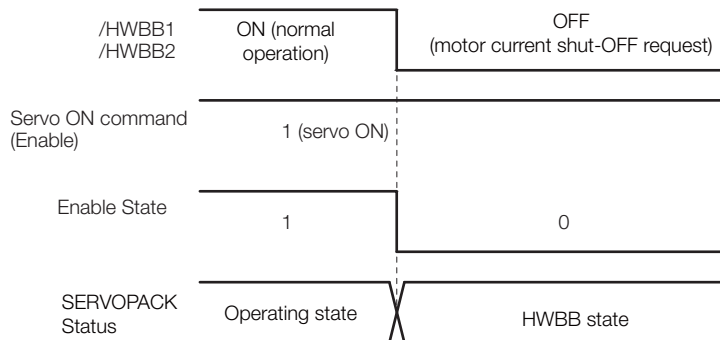 /HWBB1
/HWBB2
ON (normal
operation)
OFF
(motor current shut-OFF request)
Servo ON command
(Enable)
1 (servo ON)
Enable State
1
0
SERVOPACK
Status
Operating state
HWBB state